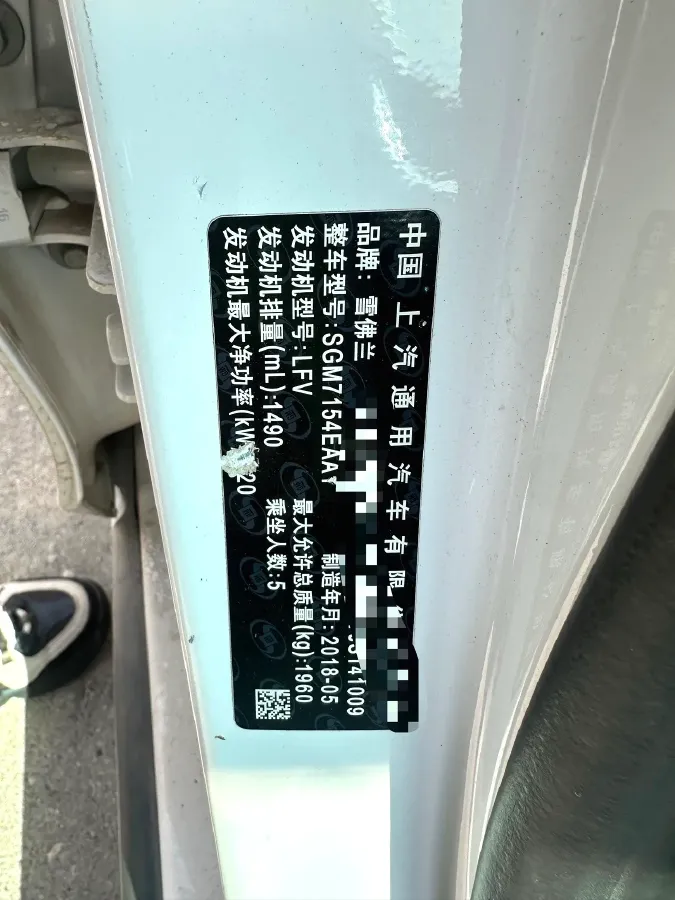 中国 上汽通用汽车有限
品牌: 雪佛兰
141009
整车型号:SGM7154EAA
制造年月:2018-05
发动机型号:LFV
最大允许总质量(kg):1960
发动机排量(mL):1490
乘坐人数:5
发动机最大净功率(kW 20